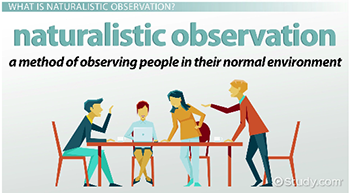 WHAT IS NATURALISTIC OBSERVATION?
naturalistic observation
a method of observing people in their normal environment
Study.com